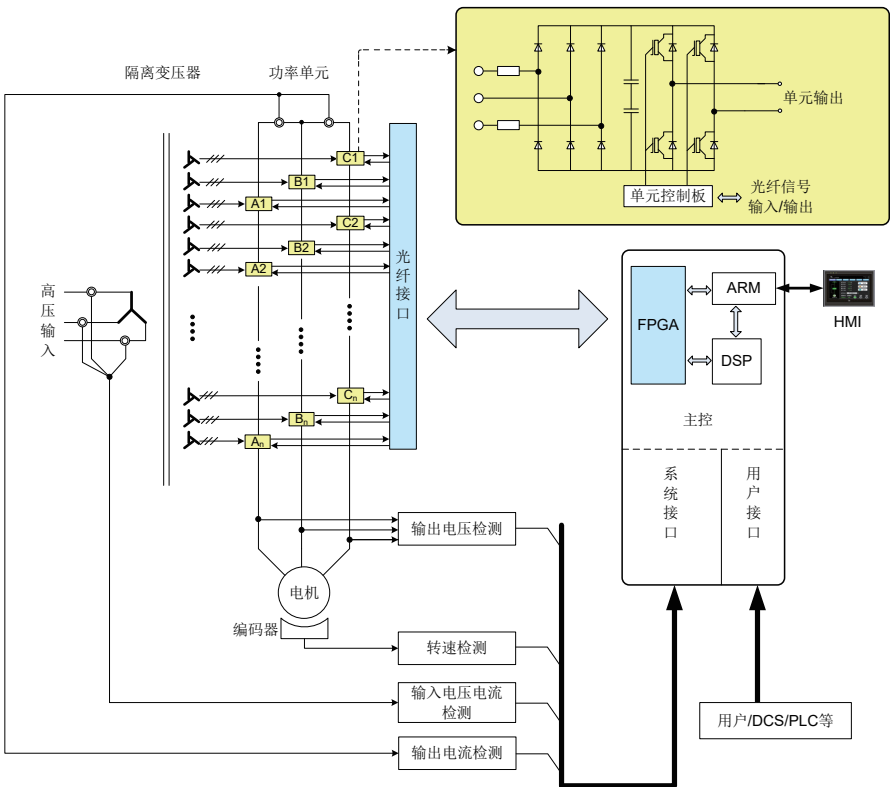 隔离变压器
功率单元
单元输出
单元控制板
光纤信号
输入/输出
C1
B1
A1
C2
B2
A2
Cn
Bn
An
光纤接口
高压输入
FPGA
ARM
DSP
HMI
主控
系统接口
用户接口
输出电压检测
电机
编码器
转速检测
输入电压电流
检测
输出电流检测
用户/DCS/PLC等